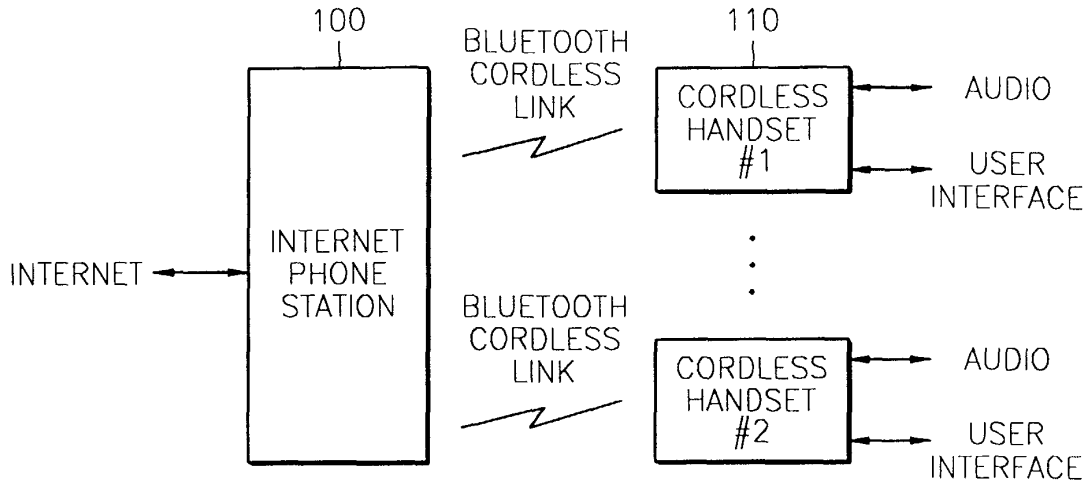 100
110
BLUETOOTH
CORDLESS
LINK
CORDLESS
HANDSET
#1
AUDIO
USER
INTERFACE
INTERNET
INTERNET
PHONE
STATION
BLUETOOTH
CORDLESS
LINK
CORDLESS
HANDSET
#2
AUDIO
USER
INTERFACE